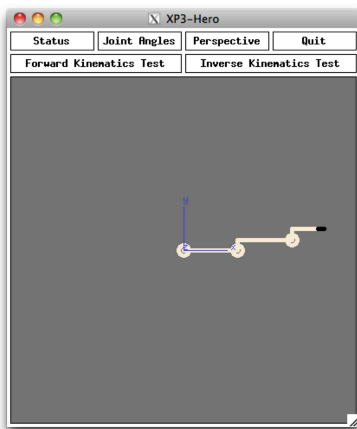 XP3-Hero
Status Joint Angles Perspective Quit
Forward Kinematics Test Inverse Kinematics Test
y
z x